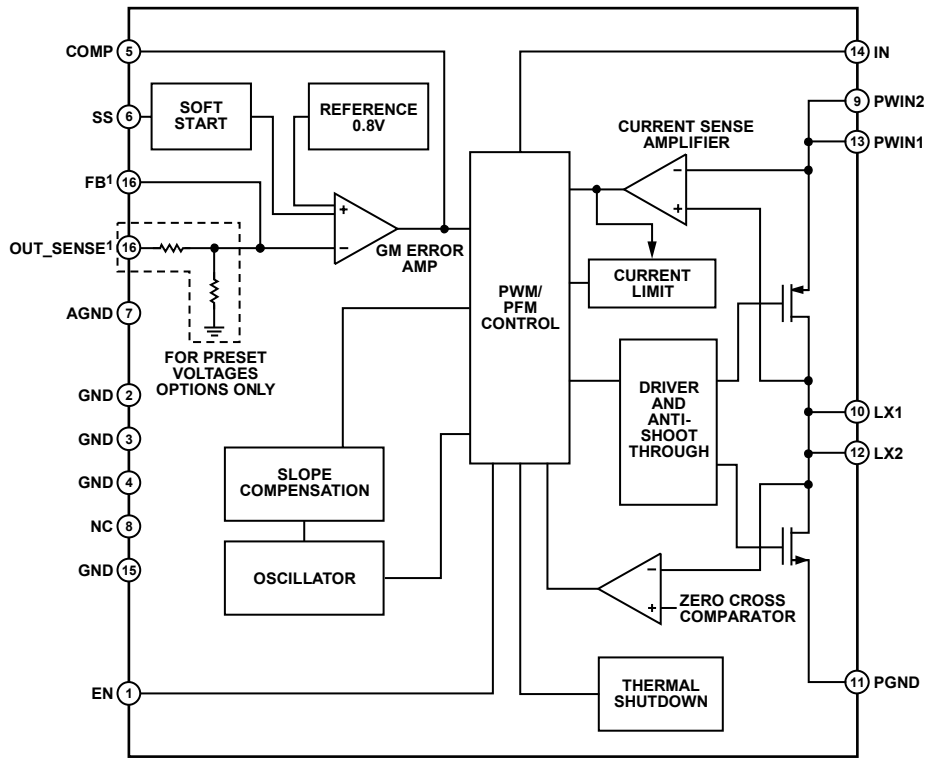 COMP 5
SS 6
FB1 16
OUT_SENSE1 16
AGND 7
FOR PRESET
VOLTAGES
OPTIONS ONLY
GND 2
GND 3
GND 4
NC 8
GND 15
EN 1
SOFT
START
REFERENCE
0.8V
+
–
GM ERROR
AMP
SLOPE
COMPENSATION
OSCILLATOR
PWM/
PFM
CONTROL
CURRENT SENSE
AMPLIFIER
–
+
CURRENT
LIMIT
DRIVER
AND
ANTI-
SHOOT
THROUGH
–
+
ZERO CROSS
COMPARATOR
THERMAL
SHUTDOWN
14 IN
9 PWIN2
13 PWIN1
10 LX1
12 LX2
11 PGND